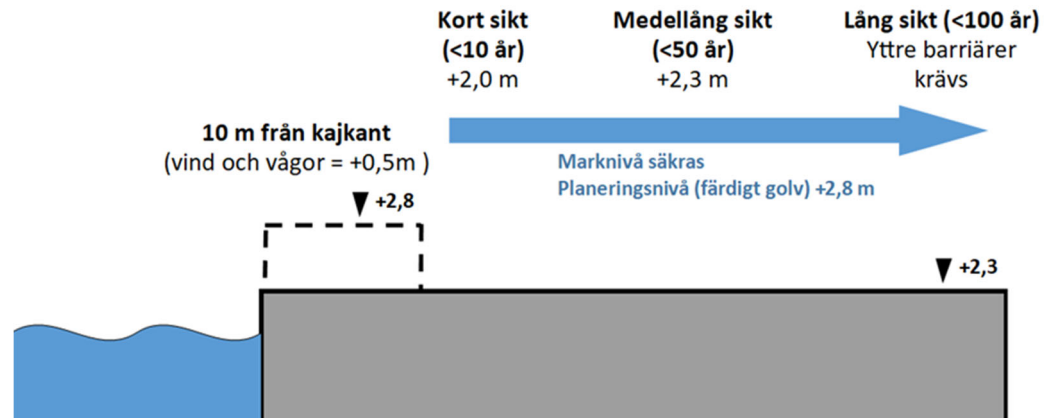 Kort sikt
(<10 år)
+2,0 m
Medellång sikt
(<50 år)
+2,3 m
Lång sikt (<100 år)
Yttre barriärer
krävs
10 m från kajkant
(vind och vågor = +0,5m )
Marknivå säkras
Planeringsnivå (färdigt golv) +2,8 m
+2,8
+2,3